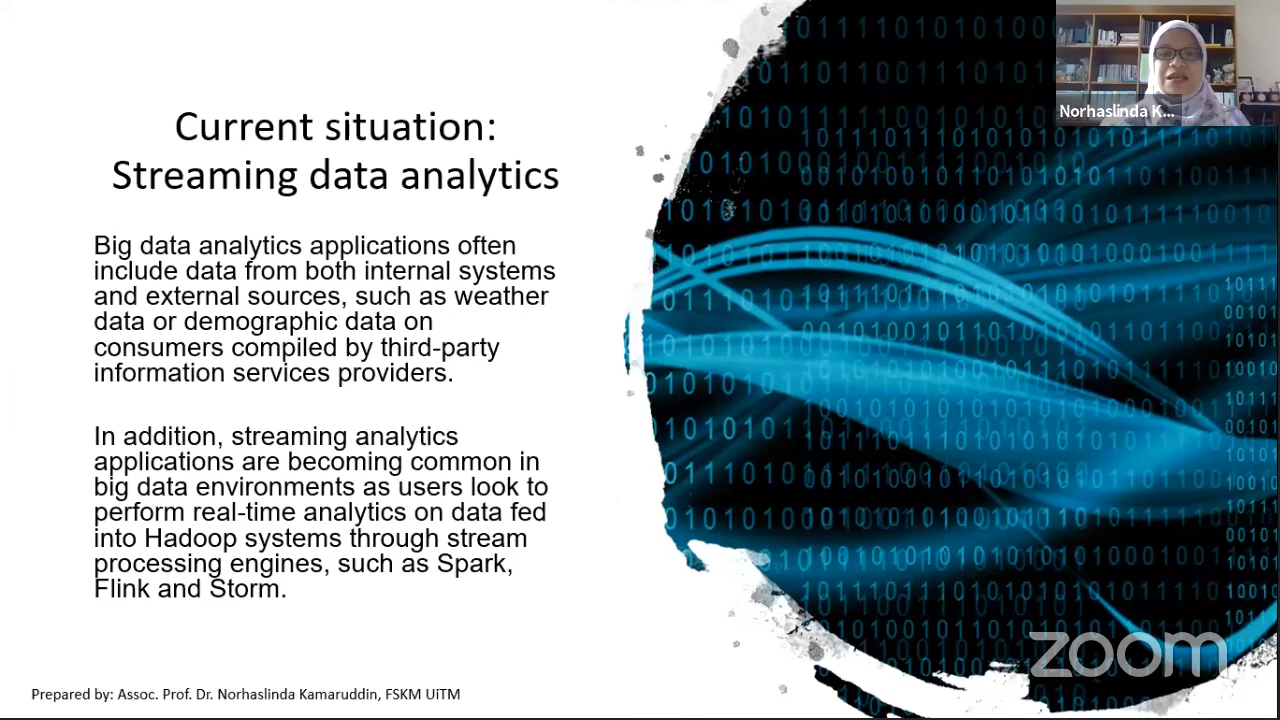 Current situation:
Streaming data analytics
Big data analytics applications often
include data from both internal systems
and external sources, such as weather
data or demographic data on
consumers compiled by third-party
information services providers.
In addition, streaming analytics
applications are becoming common in
big data environments as users look to
perform real-time analytics on data fed
into Hadoop systems through stream
processing engines, such as Spark,
Flink and Storm.
Prepared by: Assoc. Prof. Dr. Norhaslinda Kamaruddin, FSKM UiTM
Norhaslinda K...
zoom